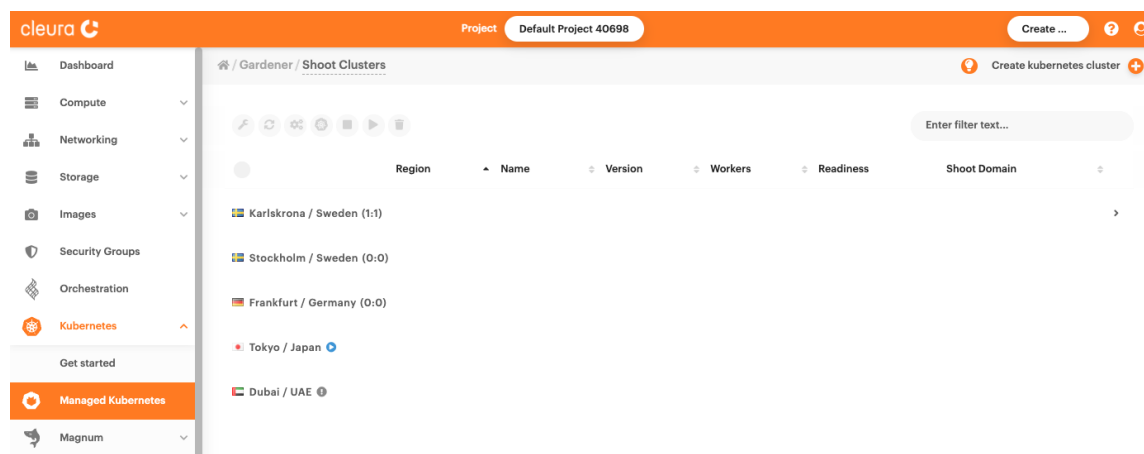 cleura
Project Default Project 40698 Create ...
Dashboard
/ Gardener / Shoot Clusters
Create kubernetes cluster
Compute
Networking
Enter filter text...
Storage
Region Name Version Workers Readiness Shoot Domain
Images
Karlskrona / Sweden (1:1)
Security Groups
Stockholm / Sweden (0:0)
Orchestration
Frankfurt / Germany (0:0)
Kubernetes
Tokyo / Japan
Get started
Dubai / UAE
Managed Kubernetes
Magnum